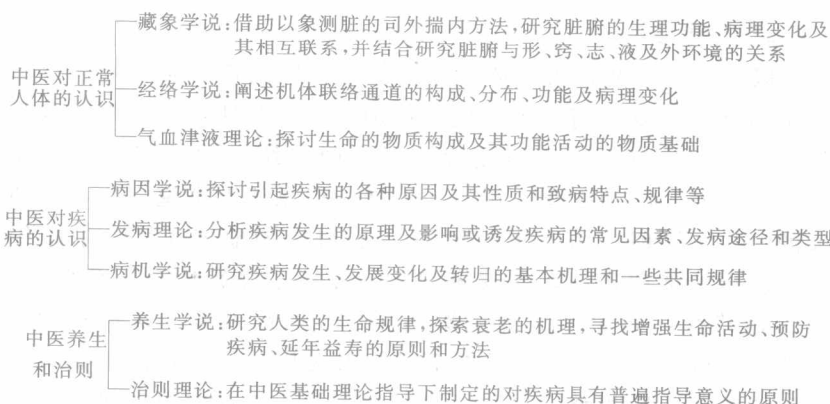 藏象学说:借助以象测脏的司外揣内方法,研究脏腑的生理功能、病理变化及
其相互联系,并结合研究脏腑与形、窍、志、液及外环境的关系
中医对正常
人体的认识
经络学说:阐述机体联络通道的构成、分布、功能及病理变化
气血津液理论:探讨生命的物质构成及其功能活动的物质基础
病因学说:探讨引起疾病的各种原因及其性质和致病特点、规律等
中医对疾
病的认识
发病理论:分析疾病发生的原理及影响或诱发疾病的常见因素、发病途径和类型
病机学说:研究疾病发生、发展变化及转归的基本机理和一些共同规律
养生学说:研究人类的生命规律,探索衰老的机理,寻找增强生命活动、预防
疾病、延年益寿的原则和方法
中医养生
和治则
治则理论:在中医基础理论指导下制定的对疾病具有普遍指导意义的原则